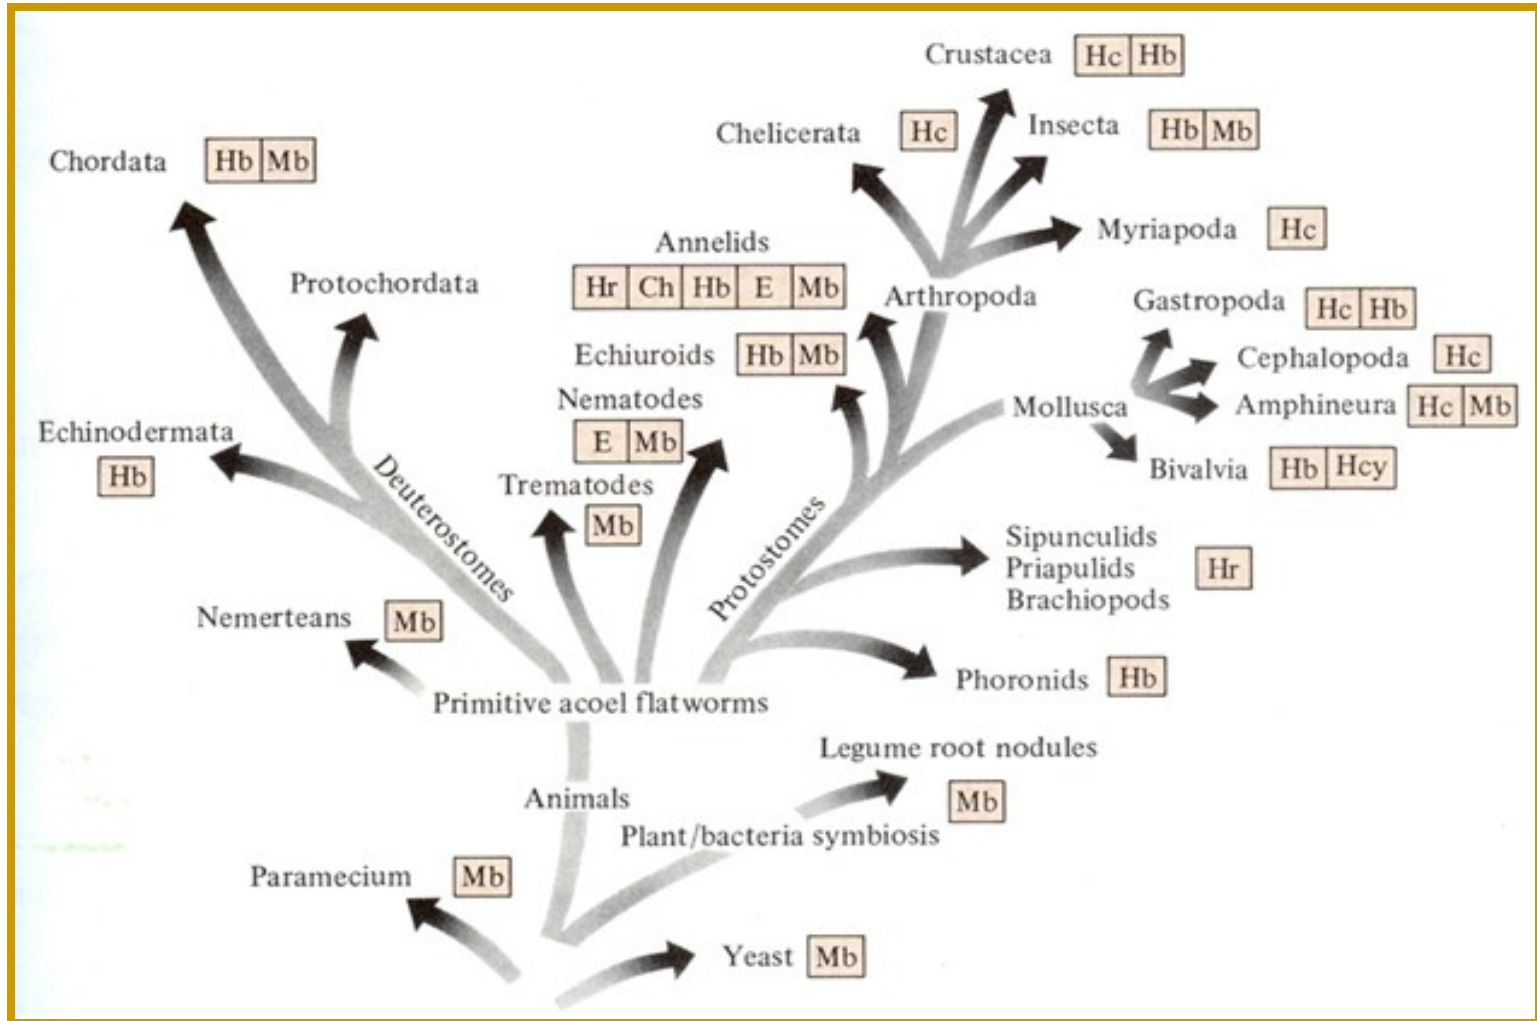 Crustacea Hc Hb
Chelicerata Hc
Insecta Hb Mb
Chordata Hb Mb
Myriapoda Hc
Annelids
Hr Ch Hb E Mb
Protochordata
Arthropoda
Gastropoda Hc Hb
Echiuroids Hb Mb
Cephalopoda Hc
Nematodes
E Mb
Mollusca
Amphineura Hc Mb
Echinodermata
Hb
Bivalvia Hb Hcy
Trematodes
Mb
Deuterostomes
Protostomes
Sipunculids
Priapulids Hr
Brachiopods
Nemerteans Mb
Phoronids Hb
Primitive acoel flatworms
Legume root nodules
Mb
Animals
Plant/bacteria symbiosis
Paramecium Mb
Yeast Mb